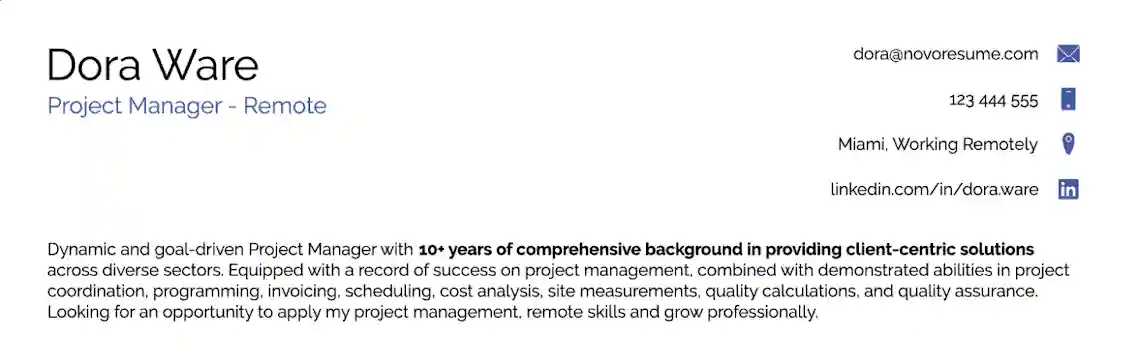 Dora Ware
Project Manager - Remote
dora@novoresume.com
123 444 555
Miami, Working Remotely
linkedin.com/in/dora.ware
in
Dynamic and goal-driven Project Manager with 10+ years of comprehensive background in providing client-centric solutions
across diverse sectors. Equipped with a record of success on project management, combined with demonstrated abilities in project
coordination, programming, invoicing, scheduling, cost analysis, site measurements, quality calculations, and quality assurance.
Looking for an opportunity to apply my project management, remote skills and grow professionally.